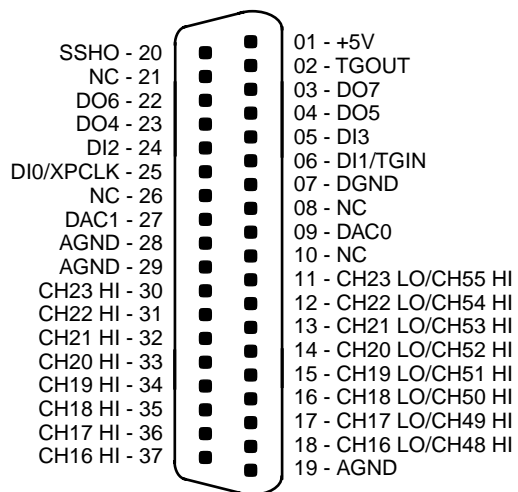 SSHO - 20
NC - 21
DO6 - 22
DO4 - 23
DI2 - 24
DI0/XPCLK - 25
NC - 26
DAC1 - 27
AGND - 28
AGND - 29
CH23 HI - 30
CH22 HI - 31
CH21 HI - 32
CH20 HI - 33
CH19 HI - 34
CH18 HI - 35
CH17 HI - 36
CH16 HI - 37
01 - +5V
02 - TGOUT
03 - DO7
04 - DO5
05 - DI3
06 - DI1/TGIN
07 - DGND
08 - NC
09 - DAC0
10 - NC
11 - CH23 LO/CH55 HI
12 - CH22 LO/CH54 HI
13 - CH21 LO/CH53 HI
14 - CH20 LO/CH52 HI
15 - CH19 LO/CH51 HI
16 - CH18 LO/CH50 HI
17 - CH17 LO/CH49 HI
18 - CH16 LO/CH48 HI
19 - AGND